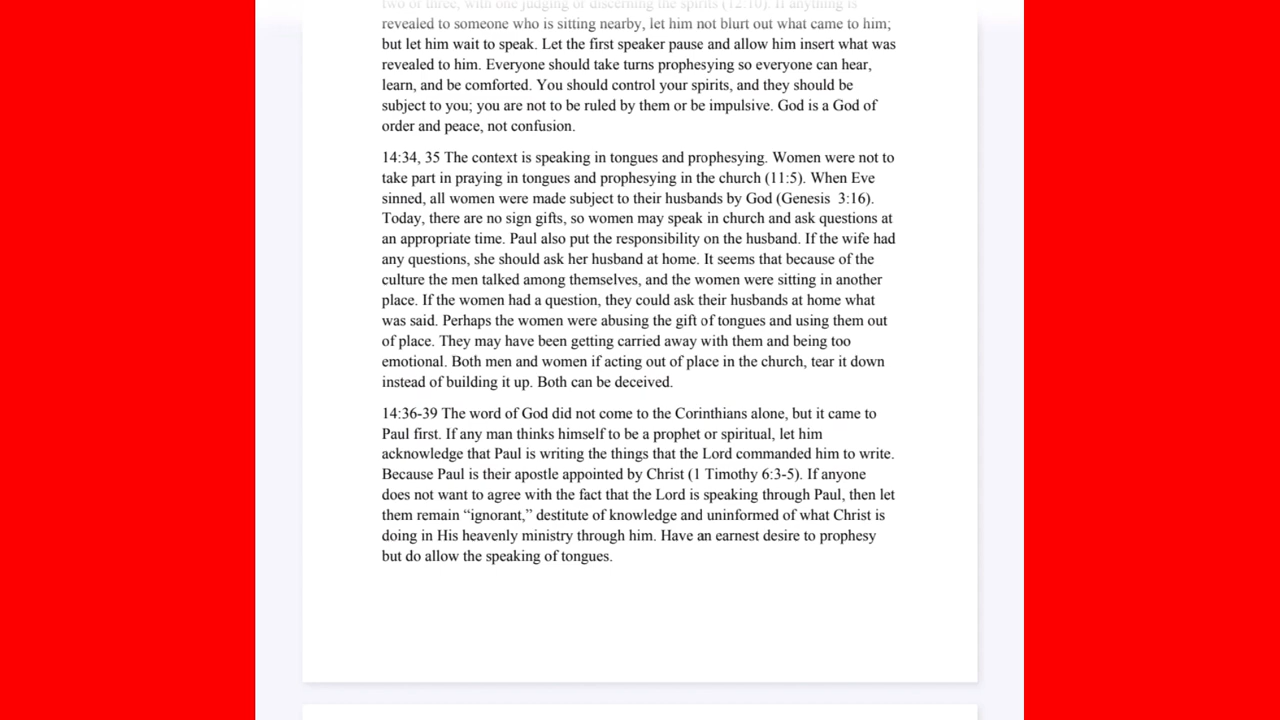 two or three, with one judging or discerning the spirits (12:10). If anything is
revealed to someone who is sitting nearby, let him not blurt out what came to him;
but let him wait to speak. Let the first speaker pause and allow him insert what was
revealed to him. Everyone should take turns prophesying so everyone can hear,
learn, and be comforted. You should control your spirits, and they should be
subject to you; you are not to be ruled by them or be impulsive. God is a God of
order and peace, not confusion.
14:34, 35 The context is speaking in tongues and prophesying. Women were not to
take part in praying in tongues and prophesying in the church (11:5). When Eve
sinned, all women were made subject to their husbands by God (Genesis  3:16).
Today, there are no sign gifts, so women may speak in church and ask questions at
an appropriate time. Paul also put the responsibility on the husband. If the wife had
any questions, she should ask her husband at home. It seems that because of the
culture the men talked among themselves, and the women were sitting in another
place. If the women had a question, they could ask their husbands at home what
was said. Perhaps the women were abusing the gift of tongues and using them out
of place. They may have been getting carried away with them and being too
emotional. Both men and women if acting out of place in the church, tear it down
instead of building it up. Both can be deceived.
14:36-39 The word of God did not come to the Corinthians alone, but it came to
Paul first. If any man thinks himself to be a prophet or spiritual, let him
acknowledge that Paul is writing the things that the Lord commanded him to write.
Because Paul is their apostle appointed by Christ (1 Timothy 6:3-5). If anyone
does not want to agree with the fact that the Lord is speaking through Paul, then let
them remain “ignorant,” destitute of knowledge and uninformed of what Christ is
doing in His heavenly ministry through him. Have an earnest desire to prophesy
but do allow the speaking of tongues.